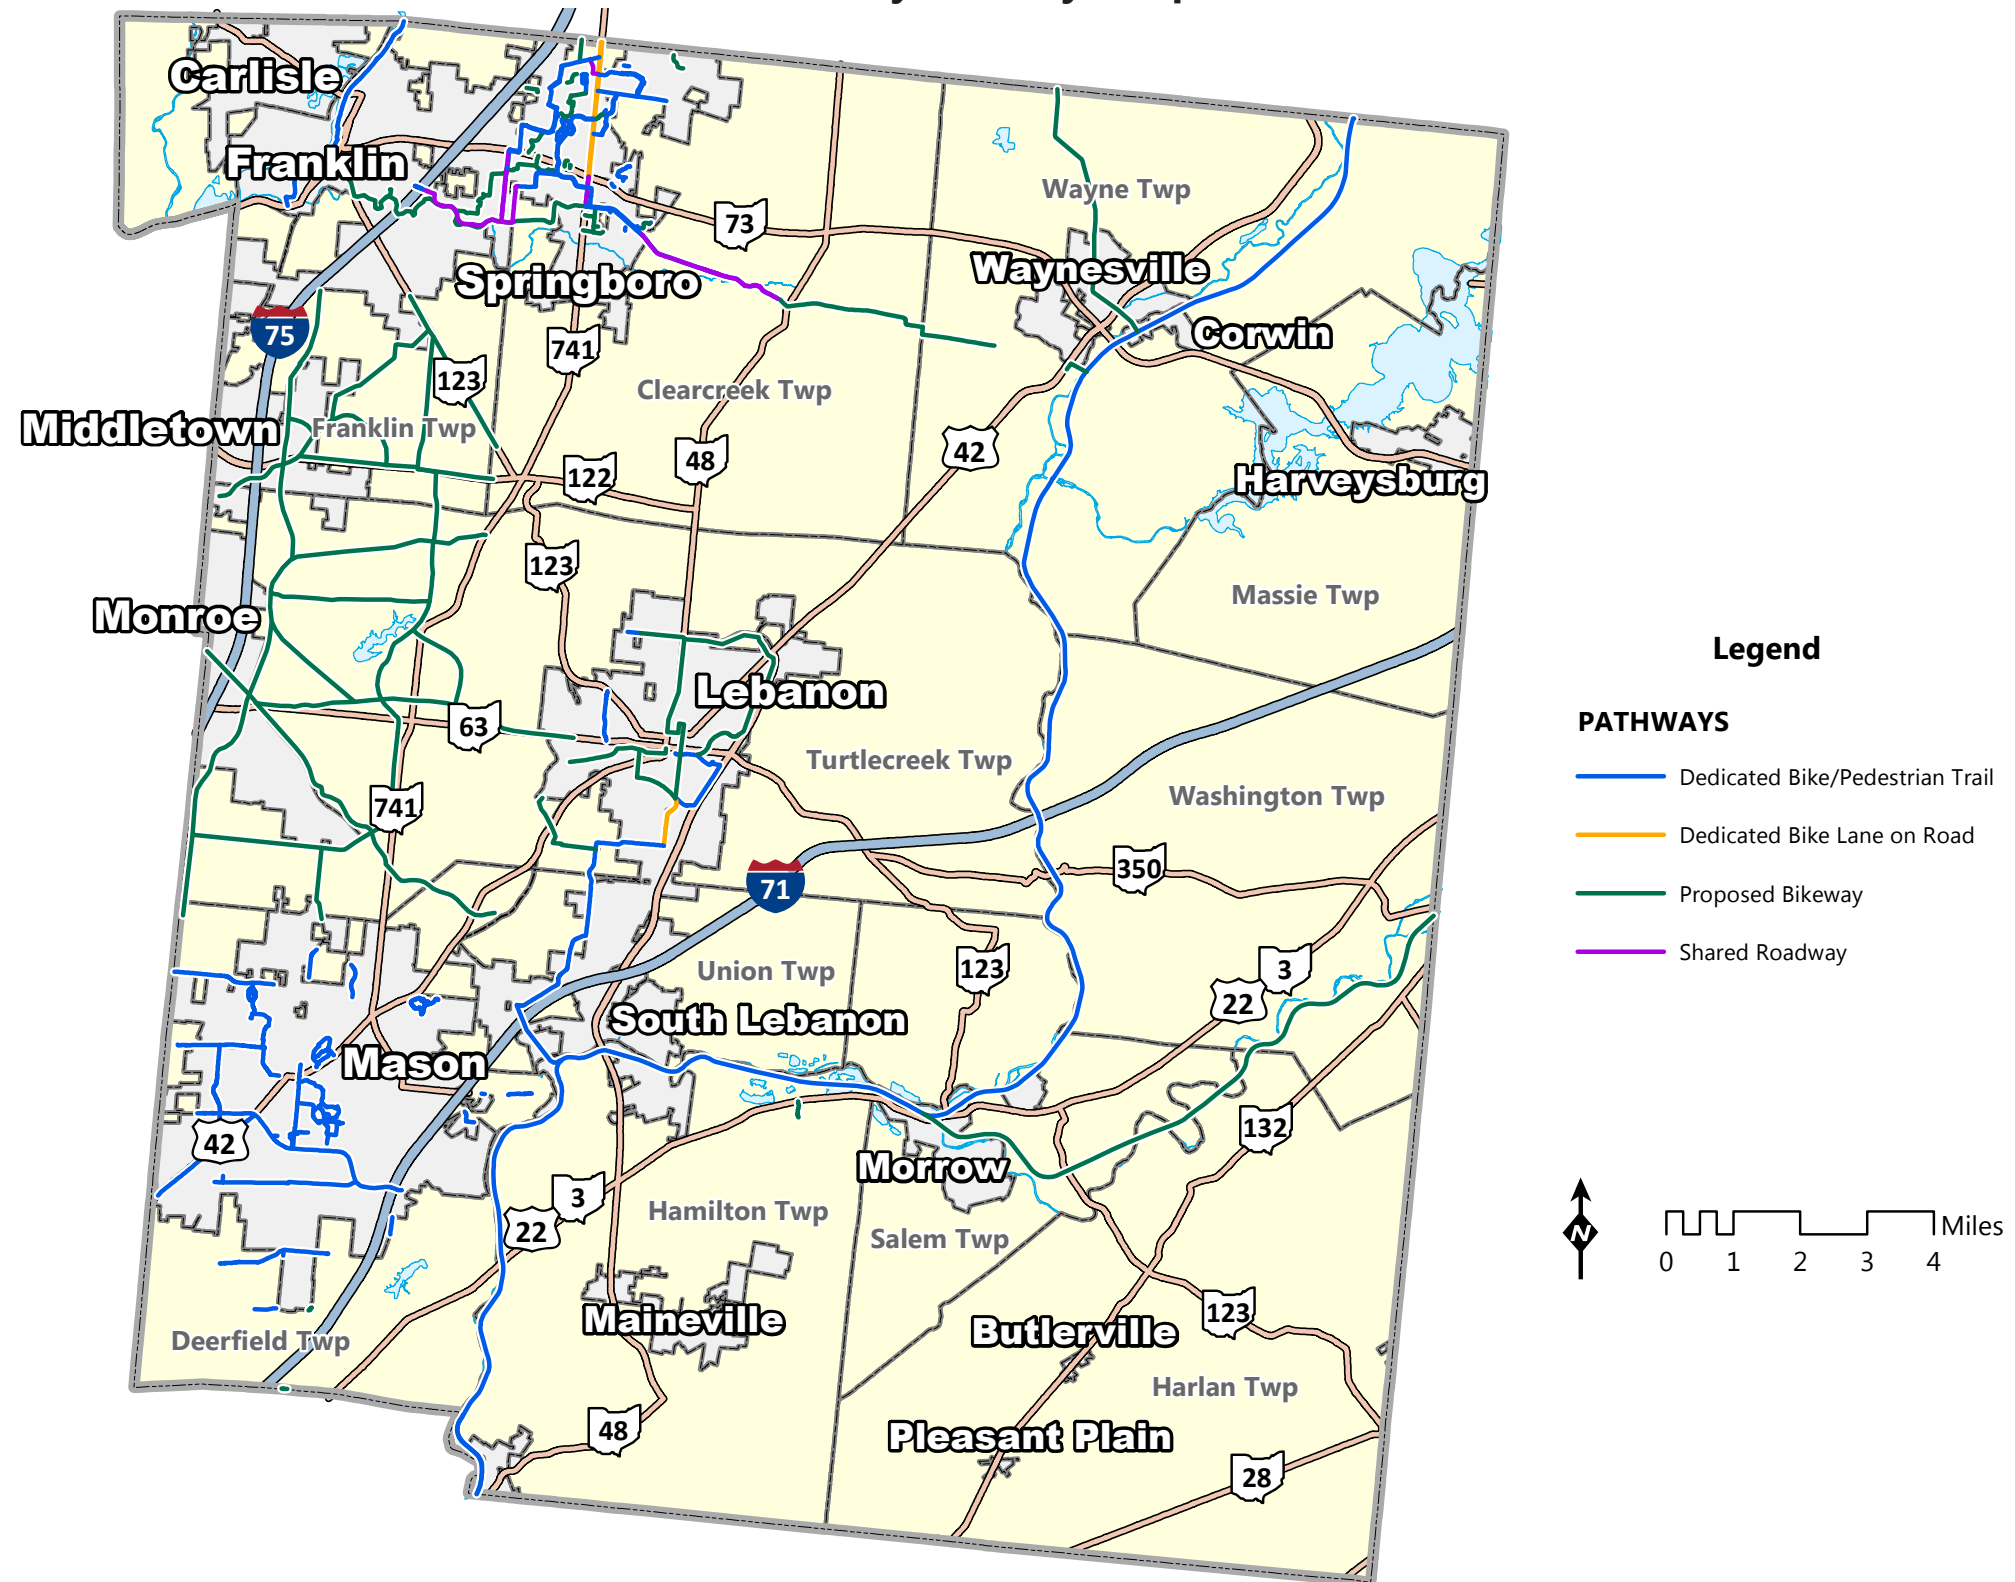 Carlisle
Franklin
Wayne Twp
73
Waynesville
Springboro
75
Corwin
741
123
Clearcreek Twp
Middletown
Franklin Twp
42
48
122
Harveysburg
123
Massie Twp
Monroe
Legend
Lebanon
PATHWAYS
63
Turtlecreek Twp
Dedicated Bike/Pedestrian Trail
Washington Twp
741
Dedicated Bike Lane on Road
350
71
Proposed Bikeway
Shared Roadway
Union Twp
123
3
22
South Lebanon
Mason
132
42
Morrow
3
Hamilton Twp
22
Salem Twp
N
Miles
0 1 2 3 4
123
Maineville
Butlerville
Deerfield Twp
Harlan Twp
48
Pleasant Plain
28